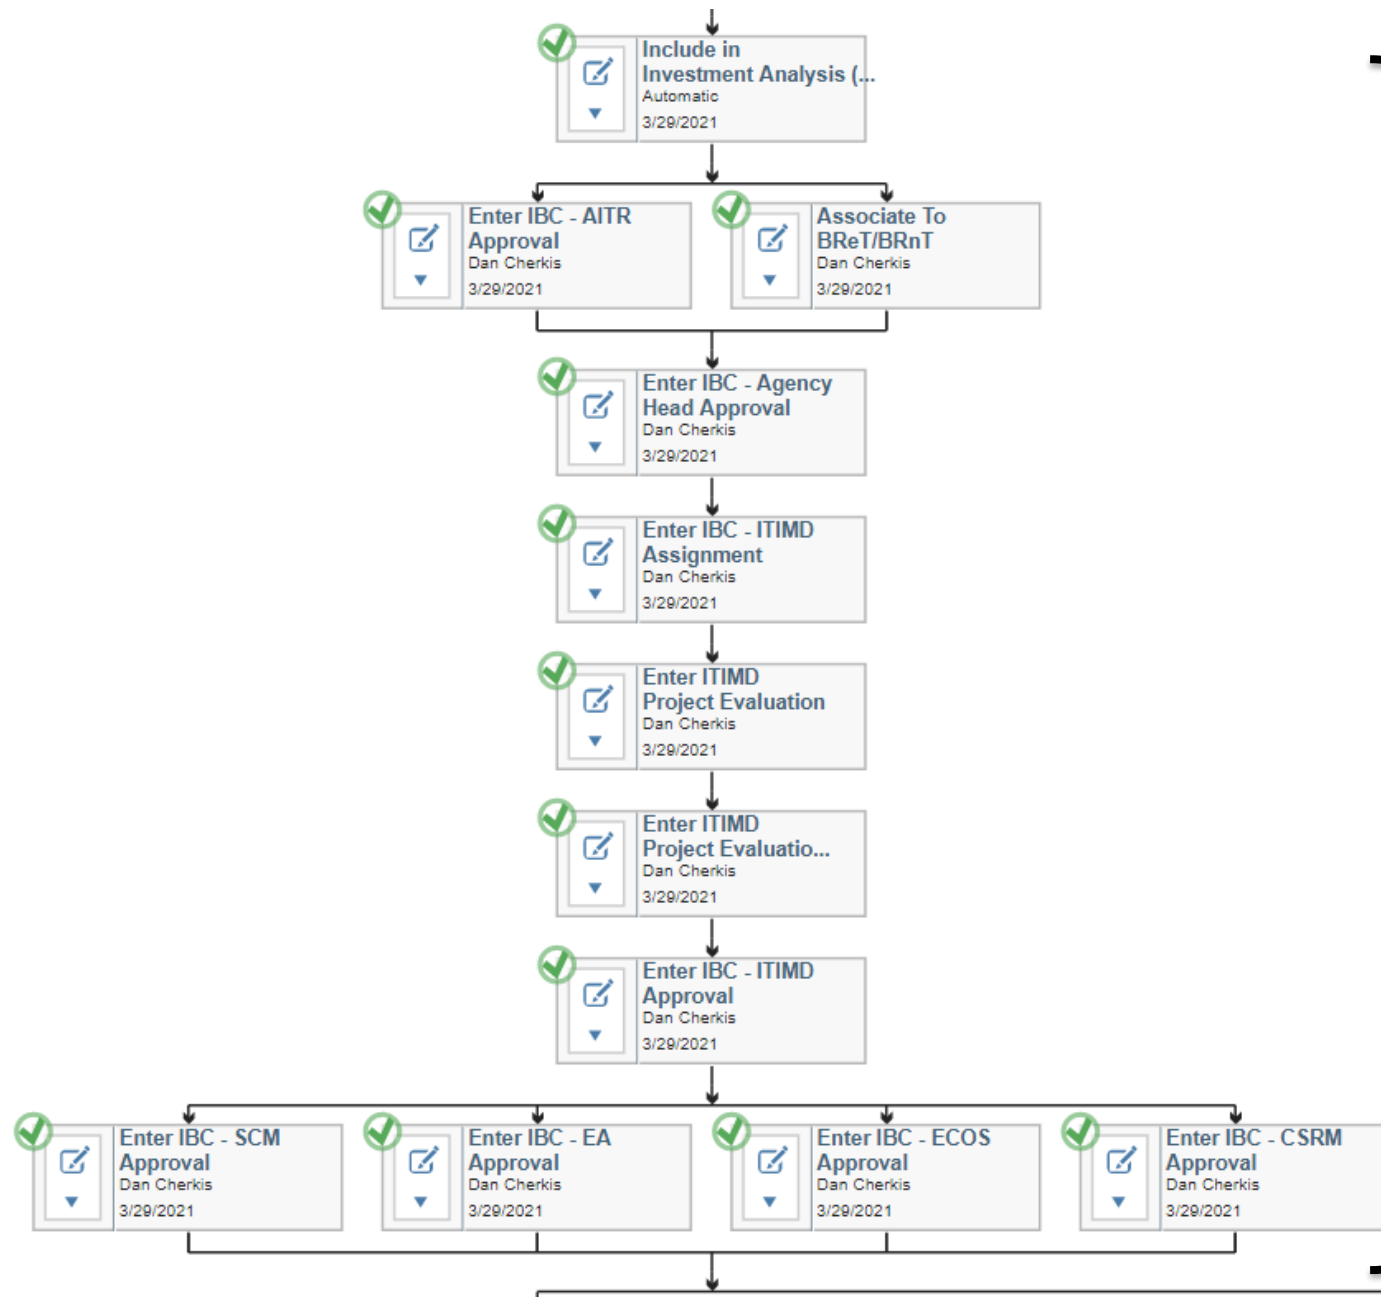 Include in
Investment Analysis (...
Automatic
3/29/2021
Enter IBC - AITR
Approval
Dan Cherkis
3/29/2021
Associate To
BReT/BRnT
Dan Cherkis
3/29/2021
Enter IBC - Agency
Head Approval
Dan Cherkis
3/29/2021
Enter IBC - ITIMD
Assignment
Dan Cherkis
3/29/2021
Enter ITIMD
Project Evaluation
Dan Cherkis
3/29/2021
Enter ITIMD
Project Evaluatio...
Dan Cherkis
3/29/2021
Enter IBC - ITIMD
Approval
Dan Cherkis
3/29/2021
Enter IBC - SCM
Approval
Dan Cherkis
3/29/2021
Enter IBC - EA
Approval
Dan Cherkis
3/29/2021
Enter IBC - ECOS
Approval
Dan Cherkis
3/29/2021
Enter IBC - CSRM
Approval
Dan Cherkis
3/29/2021